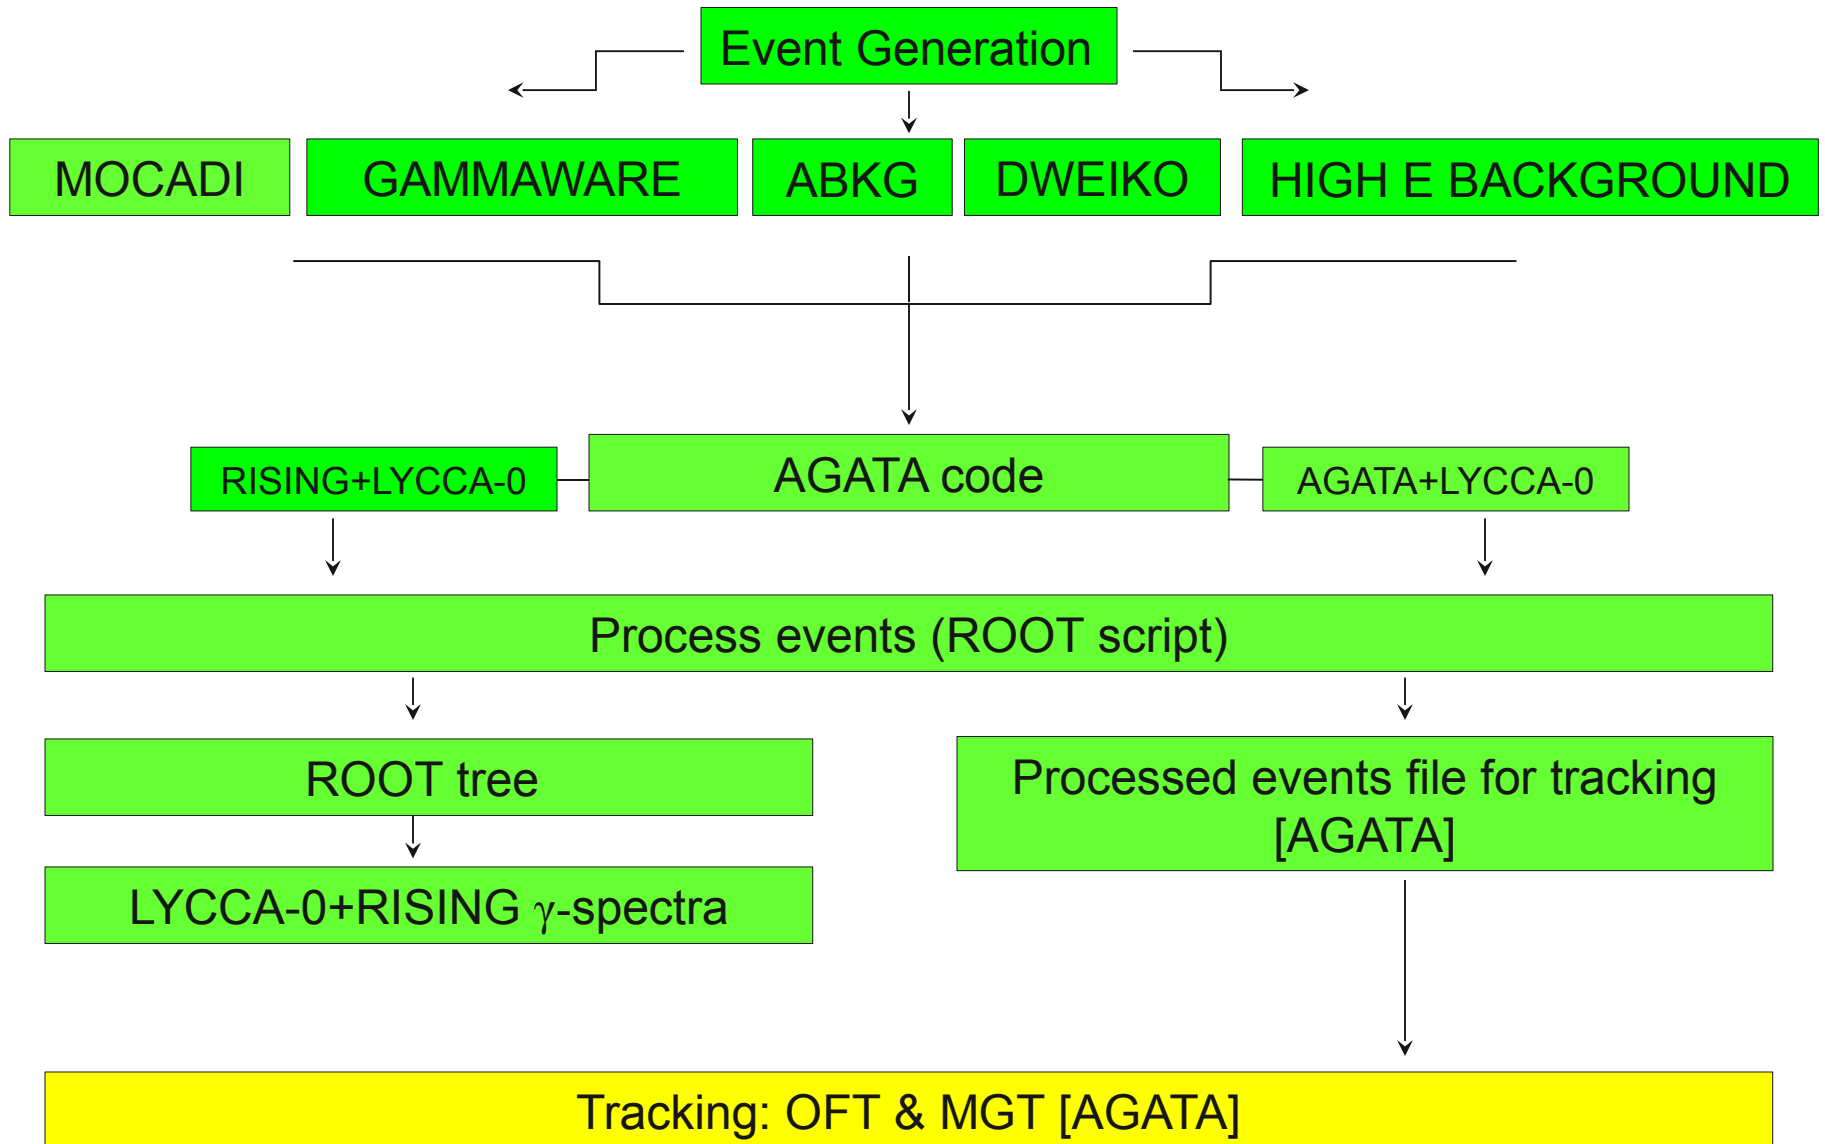 Event Generation
MOCADI
GAMMAWARE
ABKG
DWEIKO
HIGH E BACKGROUND
RISING+LYCCA-0
AGATA code
AGATA+LYCCA-0
Process events (ROOT script)
ROOT tree
Processed events file for tracking
[AGATA]
LYCCA-0+RISING γ-spectra
Tracking: OFT & MGT [AGATA]